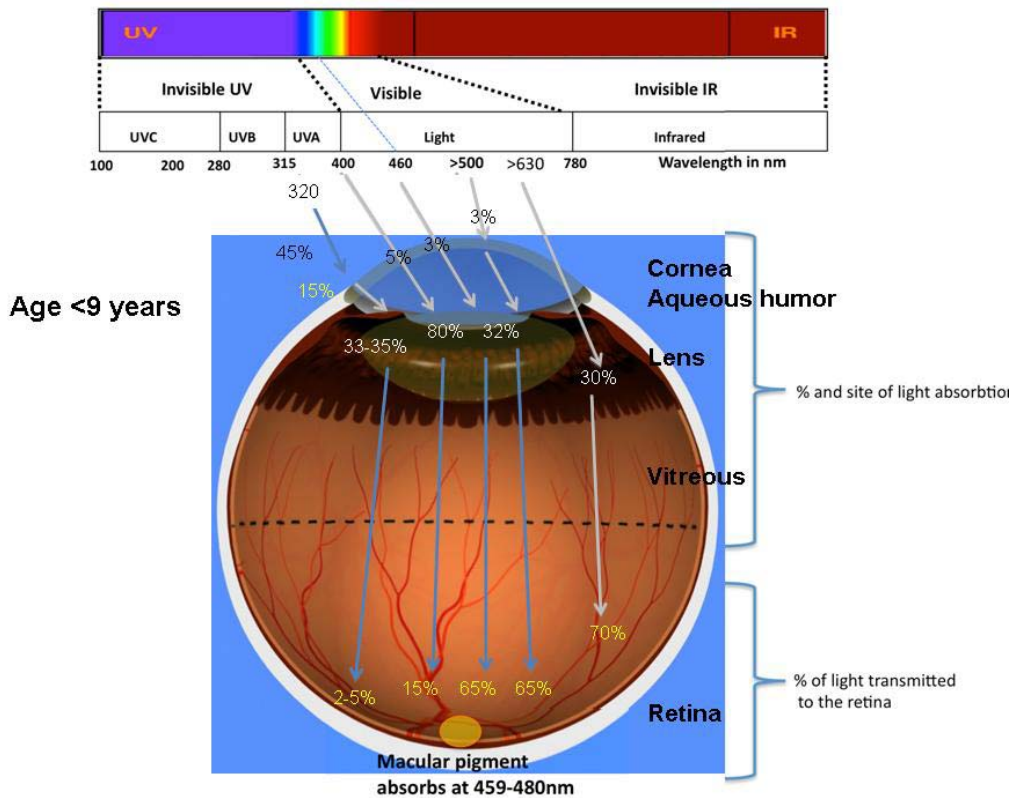 UV IR
Invisible UV Visible Invisible IR
UVC UVB UVA Light Infrared
100 200 280 315 400 460 >500 >630 780 Wavelength in nm
320
3%
45% 5% 3%
Cornea
15% Aqueous humor
Age <9 years
33-35% 80% 32%
Lens
30%
% and site of light absorbtion
Vitreous
70%
2-5% 15% 65% 65%
% of light transmitted
to the retina
Retina
Macular pigment
absorbs at 459-480nm